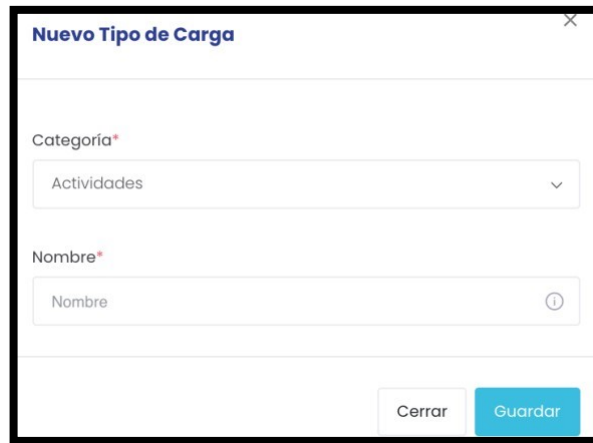 Nuevo Tipo de Carga
Categoría*
Actividades
Nombre*
Nombre
Cerrar
Guardar